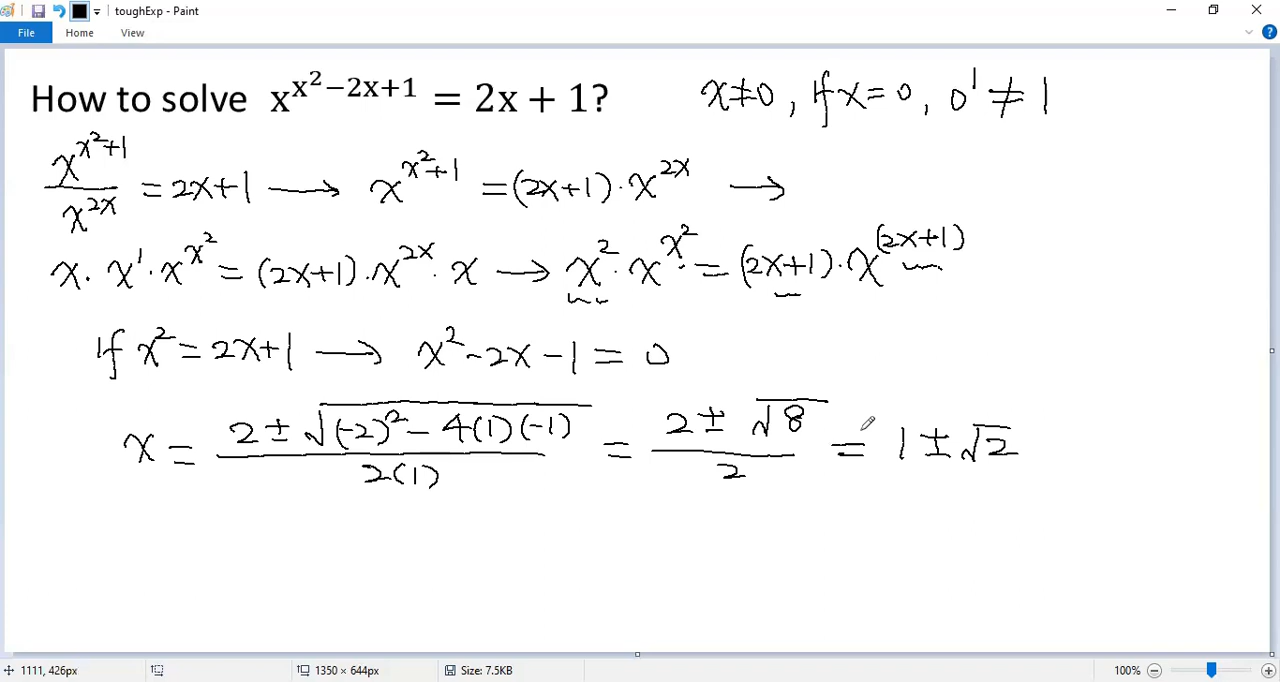 toughExp - Paint
File Home View
How to solve x^(x²−2x+1) = 2x + 1? x≠0, If x=0, 0¹ ≠ 1
x^(x²+1) / x^(2x) = 2x+1 → x^(x²+1) = (2x+1)·x^(2x) →
x·x¹·x^(x²) = (2x+1)·x^(2x)·x → x²·x^(x²) = (2x+1)·x^((2x+1))
If x² = 2x+1 → x²-2x-1 = 0
x = (2 ± √((-2)²-4(1)(-1))) / 2(1) = (2 ± √8) / 2 = 1±√2
1111, 426px 1350 × 644px Size: 7.5KB 100%